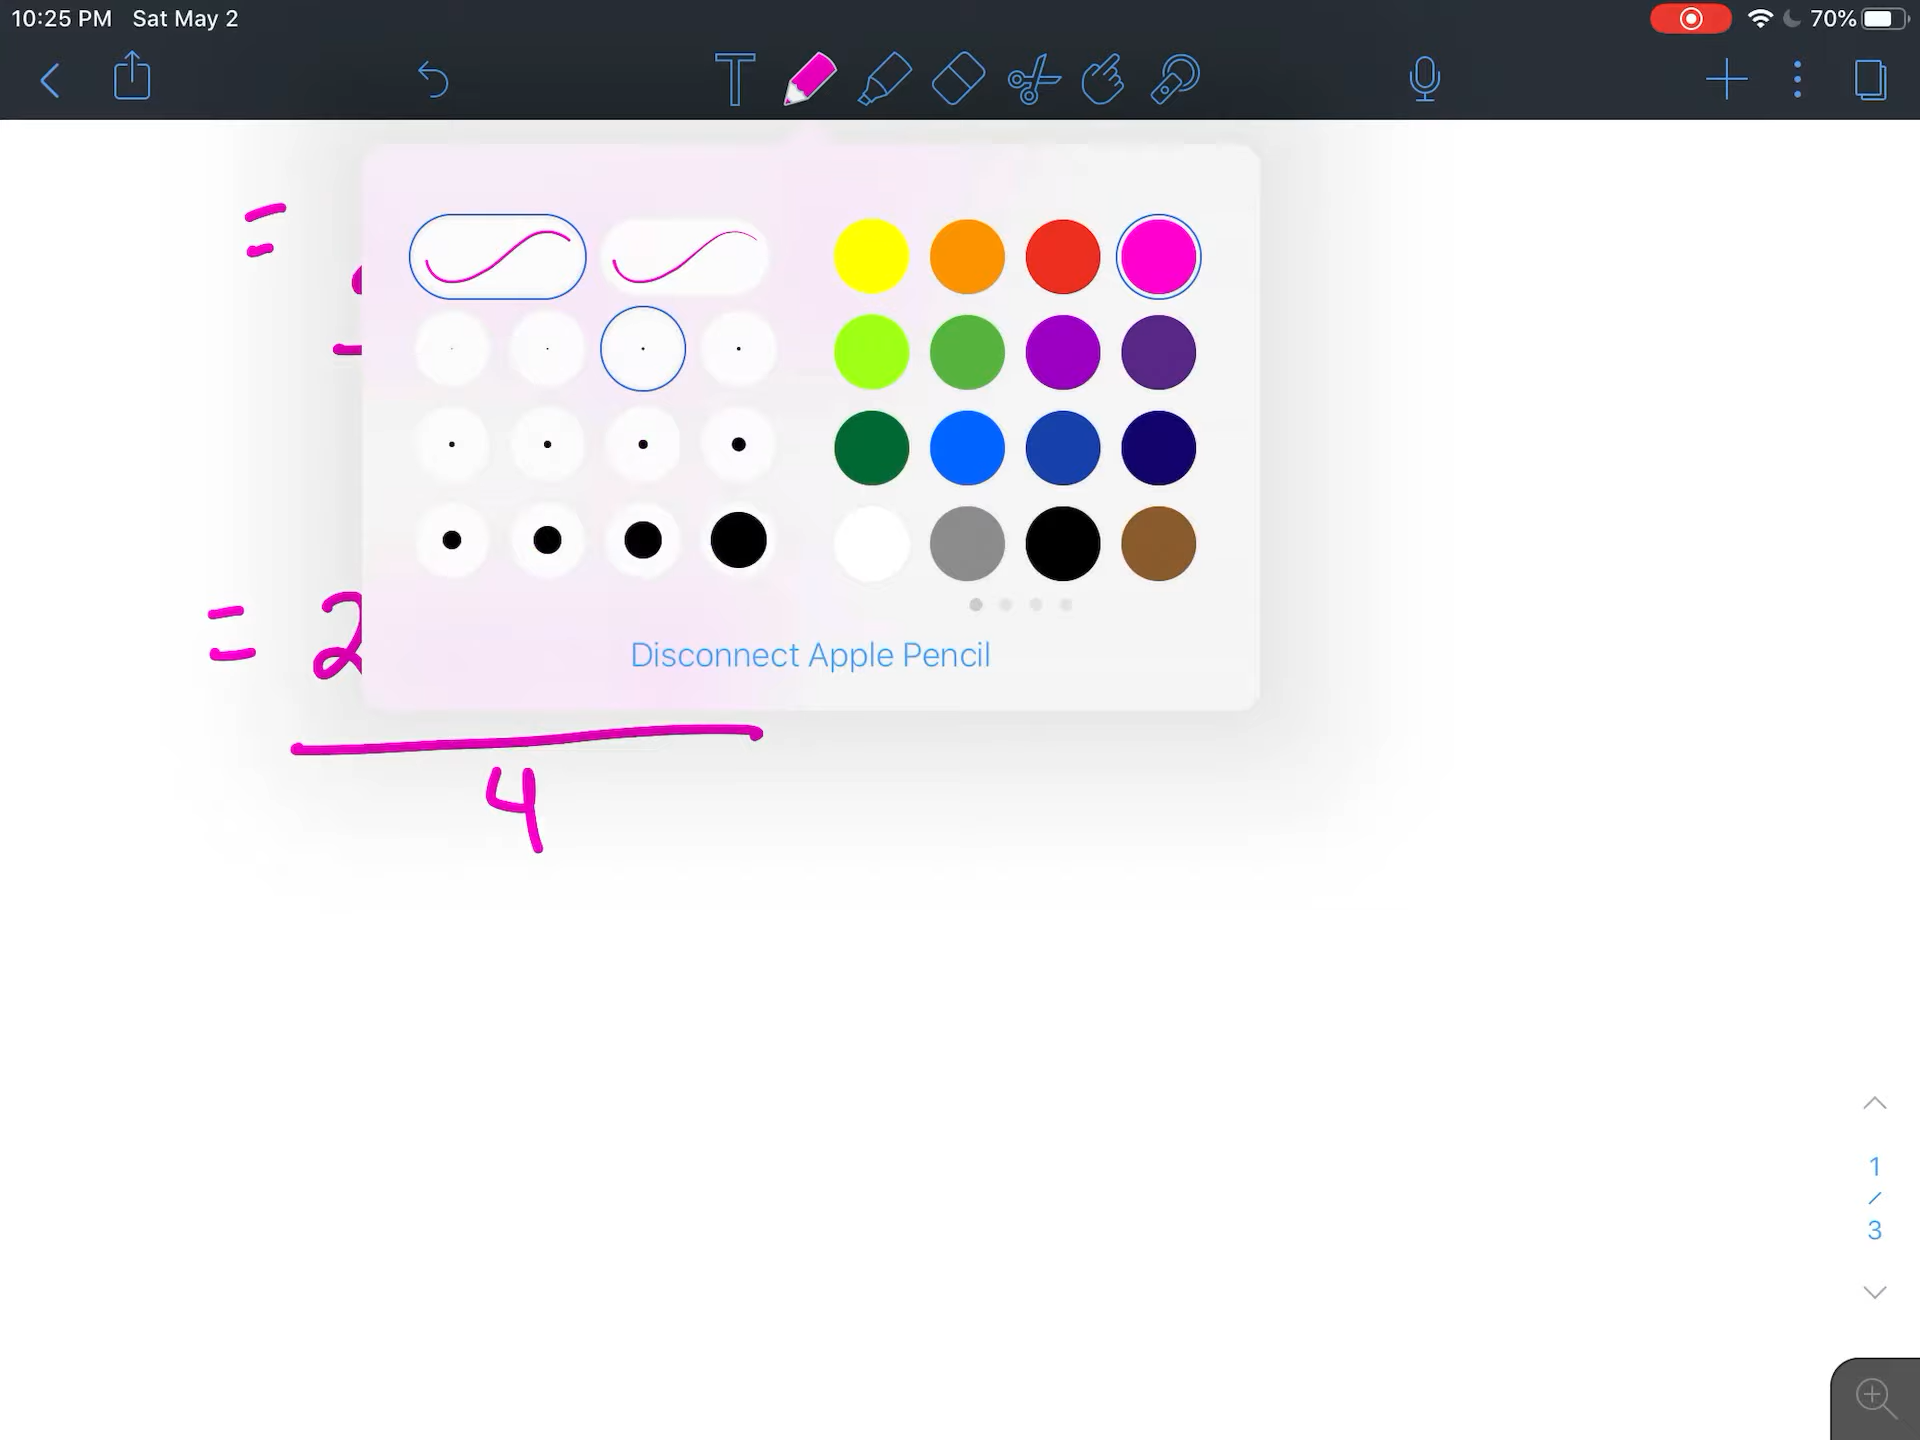 10:25 PM Sat May 2 70%
T
=
= 2
Disconnect Apple Pencil
4
1
/
3